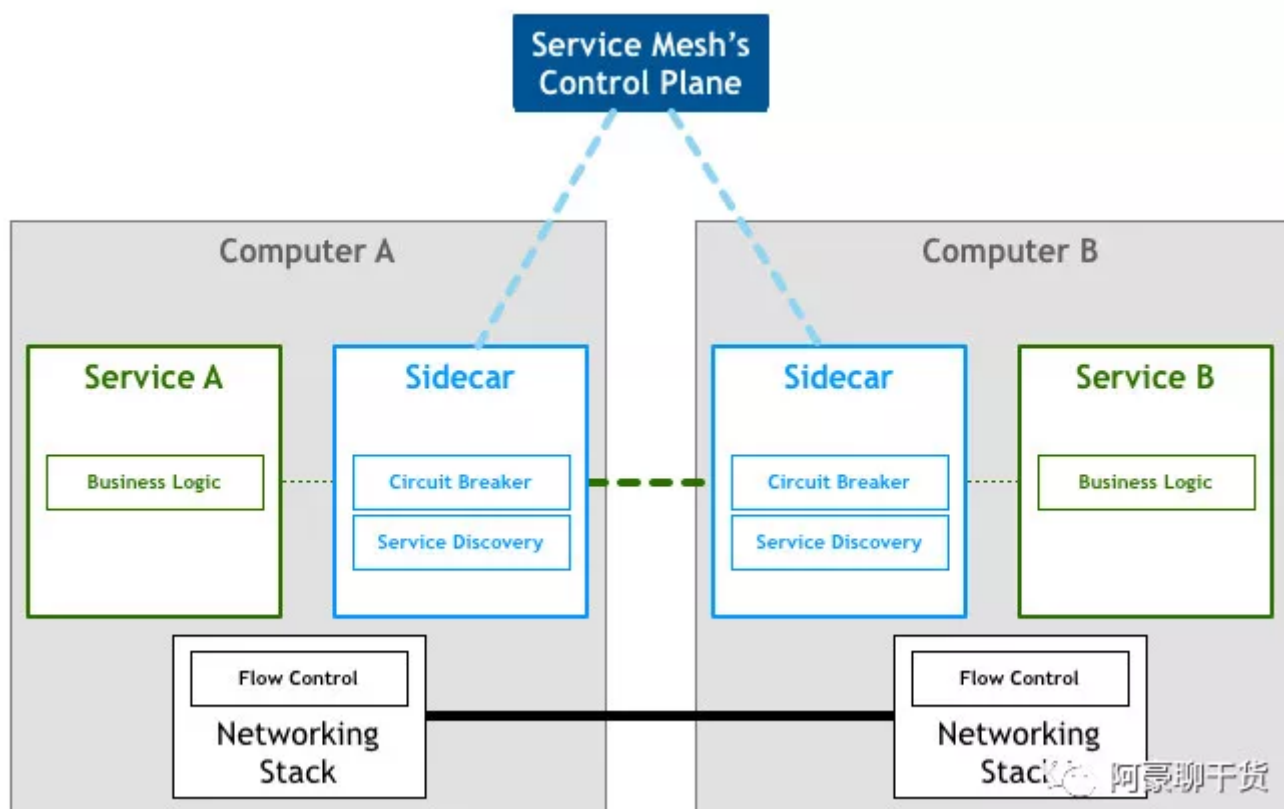 Service Mesh's
Control Plane
Computer A
Computer B
Service A
Sidecar
Sidecar
Service B
Business Logic
Circuit Breaker
Circuit Breaker
Business Logic
Service Discovery
Service Discovery
Flow Control
Flow Control
Networking
Stack
Networking
Stack
阿豪聊干货